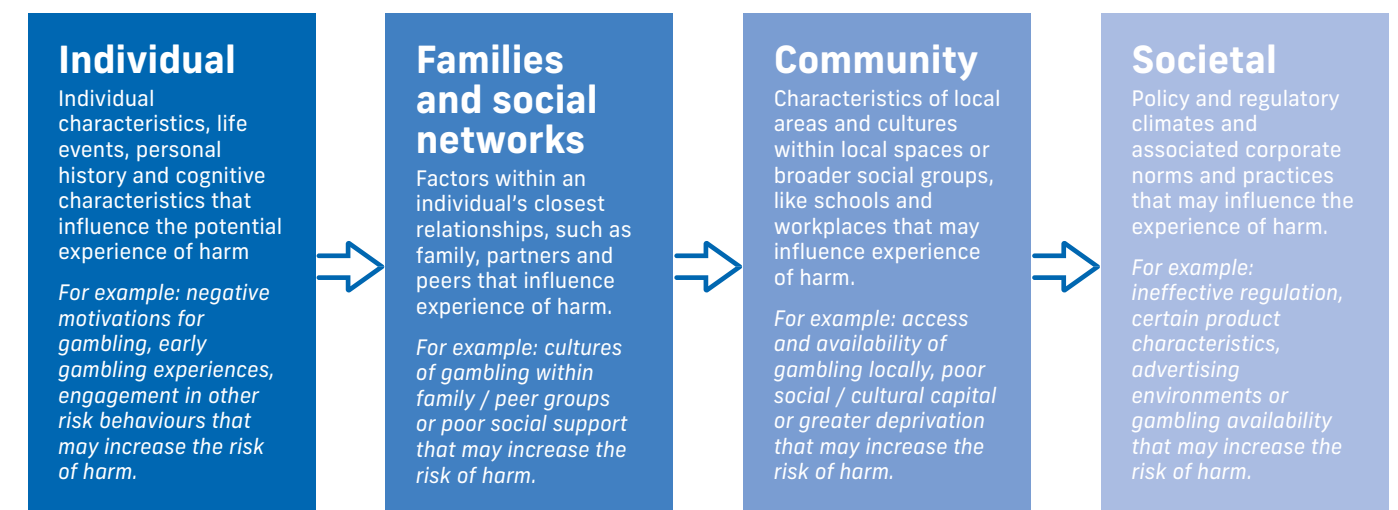 Individual
Individual
characteristics, life
events, personal
history and cognitive
characteristics that
influence the potential
experience of harm
For example: negative
motivations for
gambling, early
gambling experiences,
engagement in other
risk behaviours that
may increase the risk
of harm.
Families
and social
networks
Factors within an
individual's closest
relationships, such as
family, partners and
peers that influence
experience of harm.
For example: cultures
of gambling within
family / peer groups
or poor social support
that may increase the
risk of harm.
Community
Characteristics of local
areas and cultures
within local spaces or
broader social groups,
like schools and
workplaces that may
influence experience
of harm.
For example: access
and availability of
gambling locally, poor
social / cultural capital
or greater deprivation
that may increase the
risk of harm.
Societal
Policy and regulatory
climates and
associated corporate
norms and practices
that may influence the
experience of harm.
For example:
ineffective regulation,
certain product
characteristics,
advertising
environments or
gambling availability
that may increase the
risk of harm.